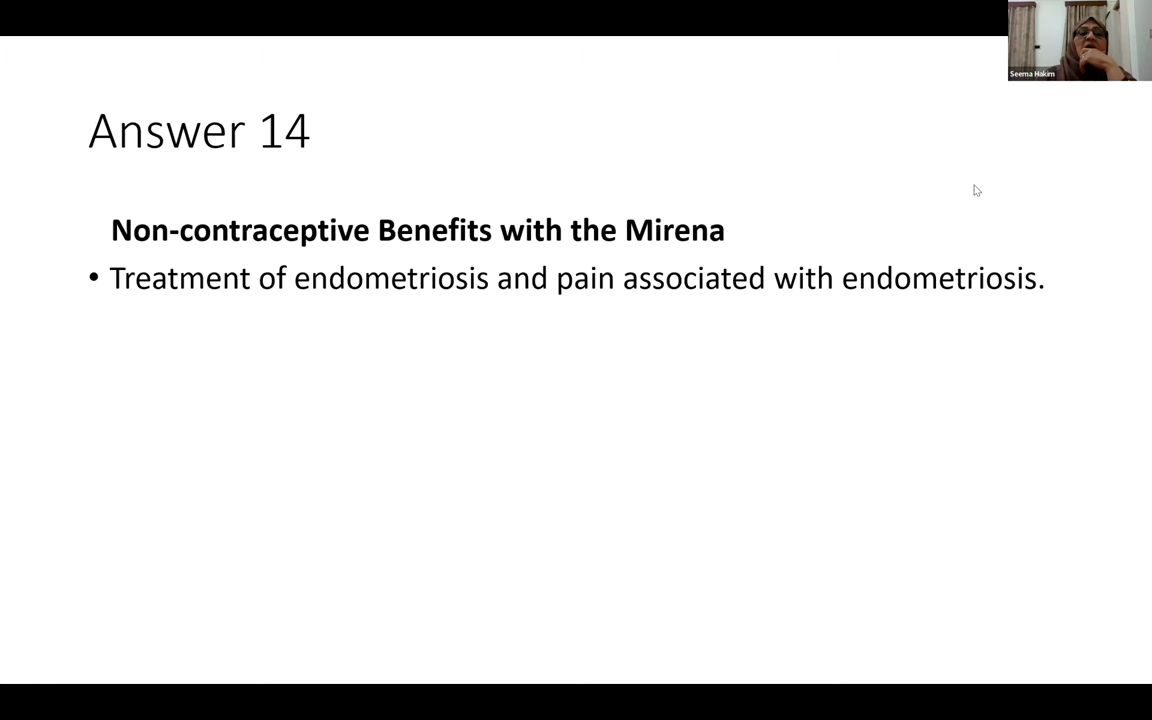 Seema Hakim
Answer 14
Non-contraceptive Benefits with the Mirena
• Treatment of endometriosis and pain associated with endometriosis.